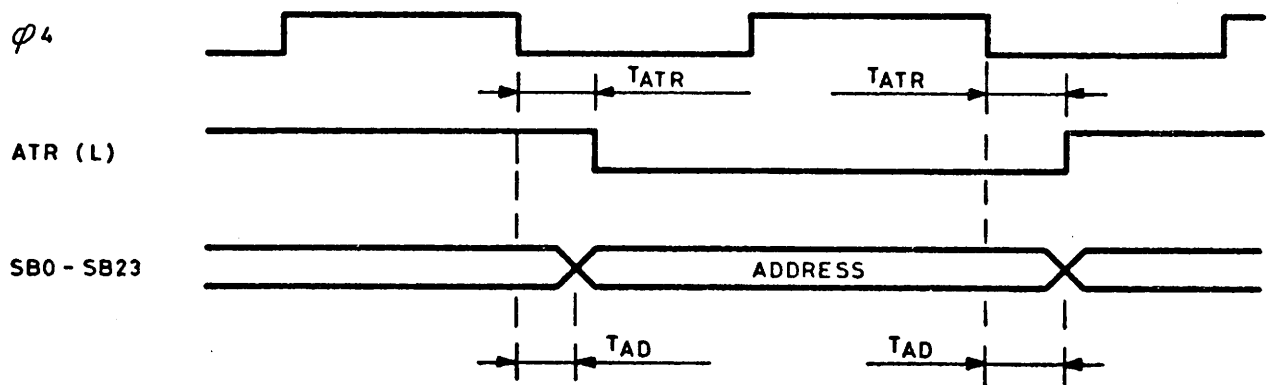 φ4
TATR TATR
ATR (L)
SB0 - SB23 ADDRESS
TAD TAD